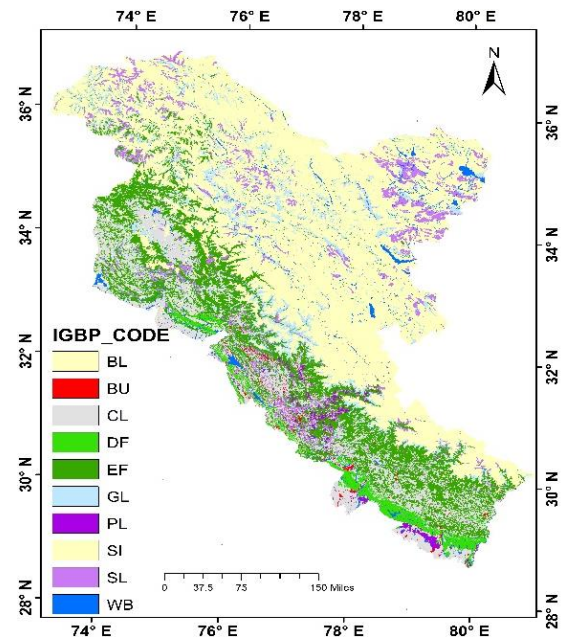 74° E 76° E 78° E 80° E
N
36° N 36° N
34° N 34° N
32° N 32° N
30° N 30° N
28° N 28° N
IGBP_CODE
BL
BU
CL
DF
EF
GL
PL
SI
SL
WB
0 37.5 75 150 Miles
74° E 76° E 78° E 80° E